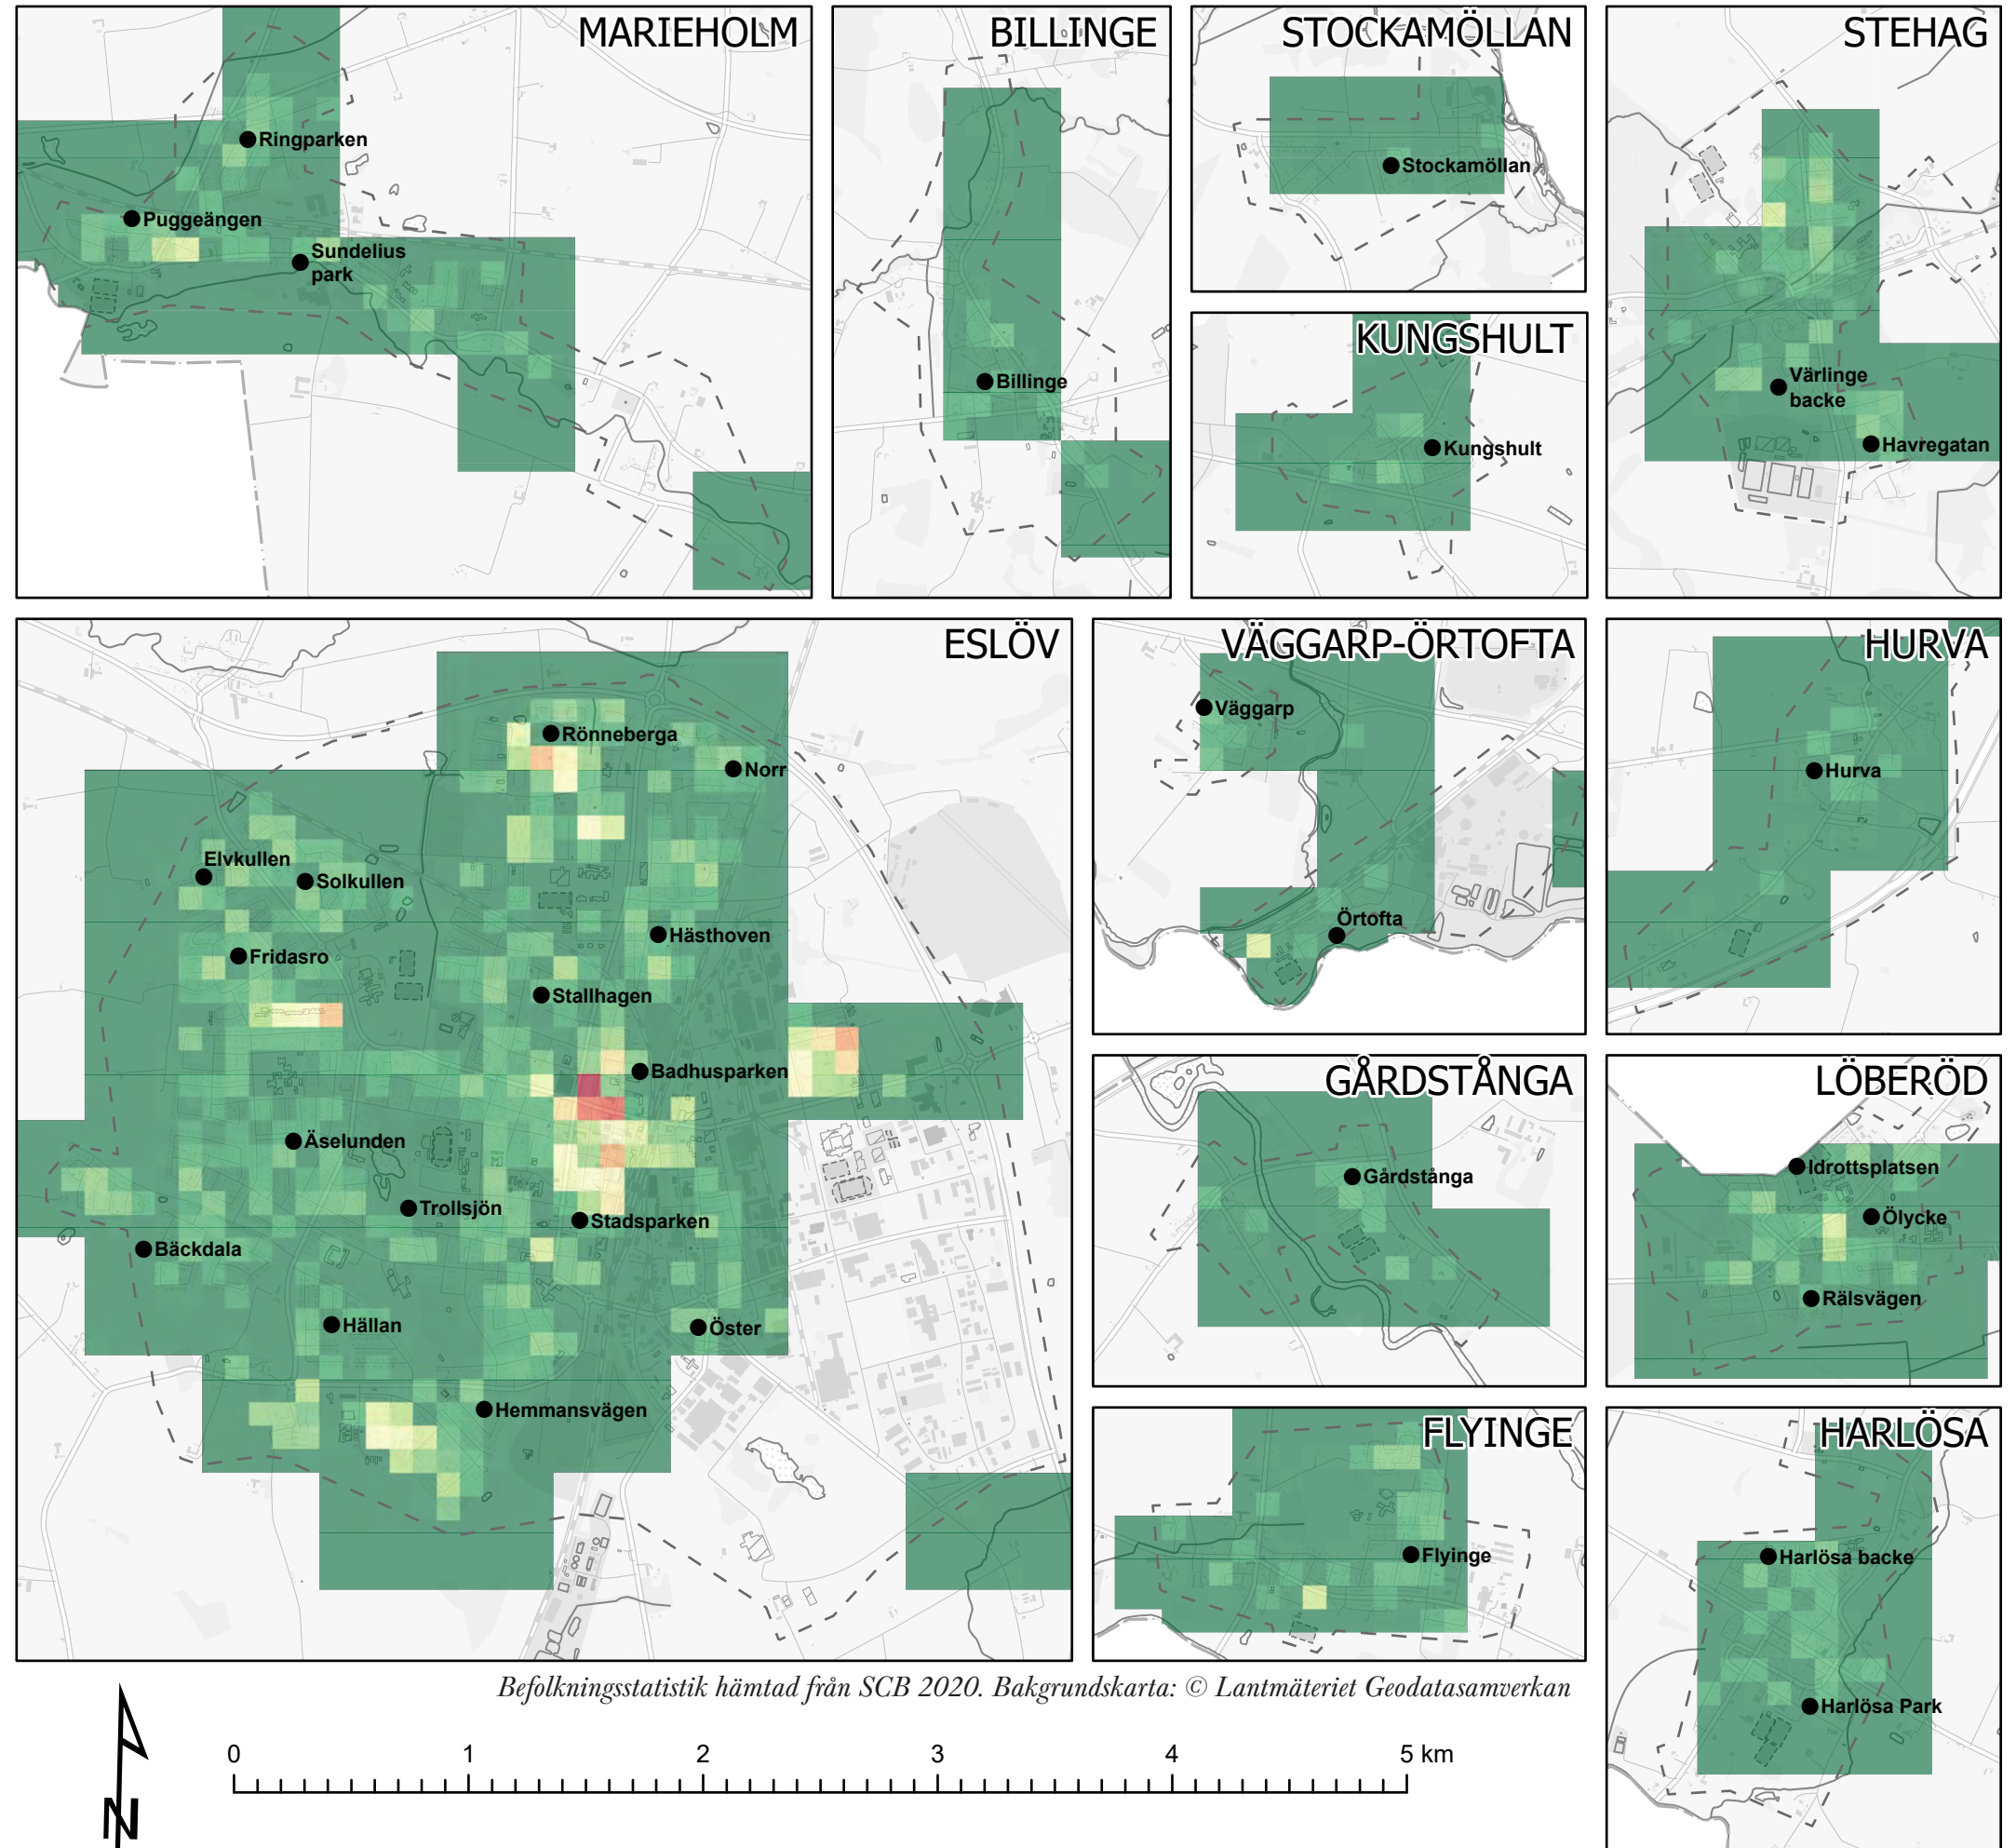 MARIEHOLM
Ringparken
Puggeängen
Sundelius
park
BILLINGE
Billinge
STOCKAMÖLLAN
Stockamöllan
KUNGSHULT
Kungshult
STEHAG
Värlinge
backe
Havregatan
ESLÖV
Rönneberga
Norr
Elvkullen
Solkullen
Hästhoven
Fridasro
Stallhagen
Badhusparken
Äselunden
Trollsjön
Stadsparken
Bäckdala
Hällan
Öster
Hemmansvägen
VÄGGARP-ÖRTOFTA
Väggarp
Örtofta
HURVA
Hurva
GÅRDSTÅNGA
Gårdstånga
LÖBERÖD
Idrottsplatsen
Ölycke
Rälsvägen
FLYINGE
Flyinge
HARLÖSA
Harlösa backe
Harlösa Park
Befolkningsstatistik hämtad från SCB 2020. Bakgrundskarta: © Lantmäteriet Geodatasamverkan
0 1 2 3 4 5 km
N